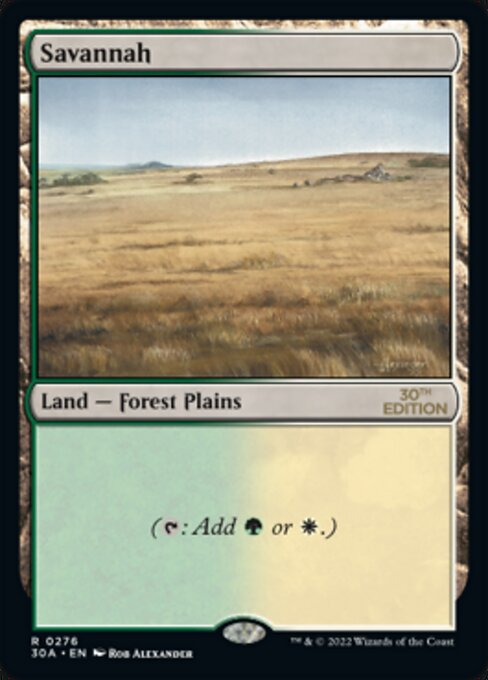 Savannah
Land — Forest Plains
30TH
EDITION
(: Add or .)
R 0276
30A • EN Rob Alexander
™ & © 2022 Wizards of the Coast